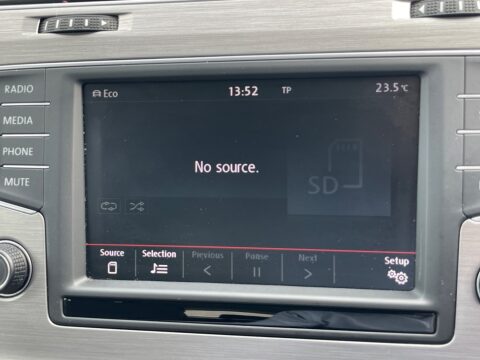 RADIO
MEDIA
PHONE
MUTE
Eco 13:52 TP 23.5 °C
No source.
SD
Source Selection Previous Pause Next Setup